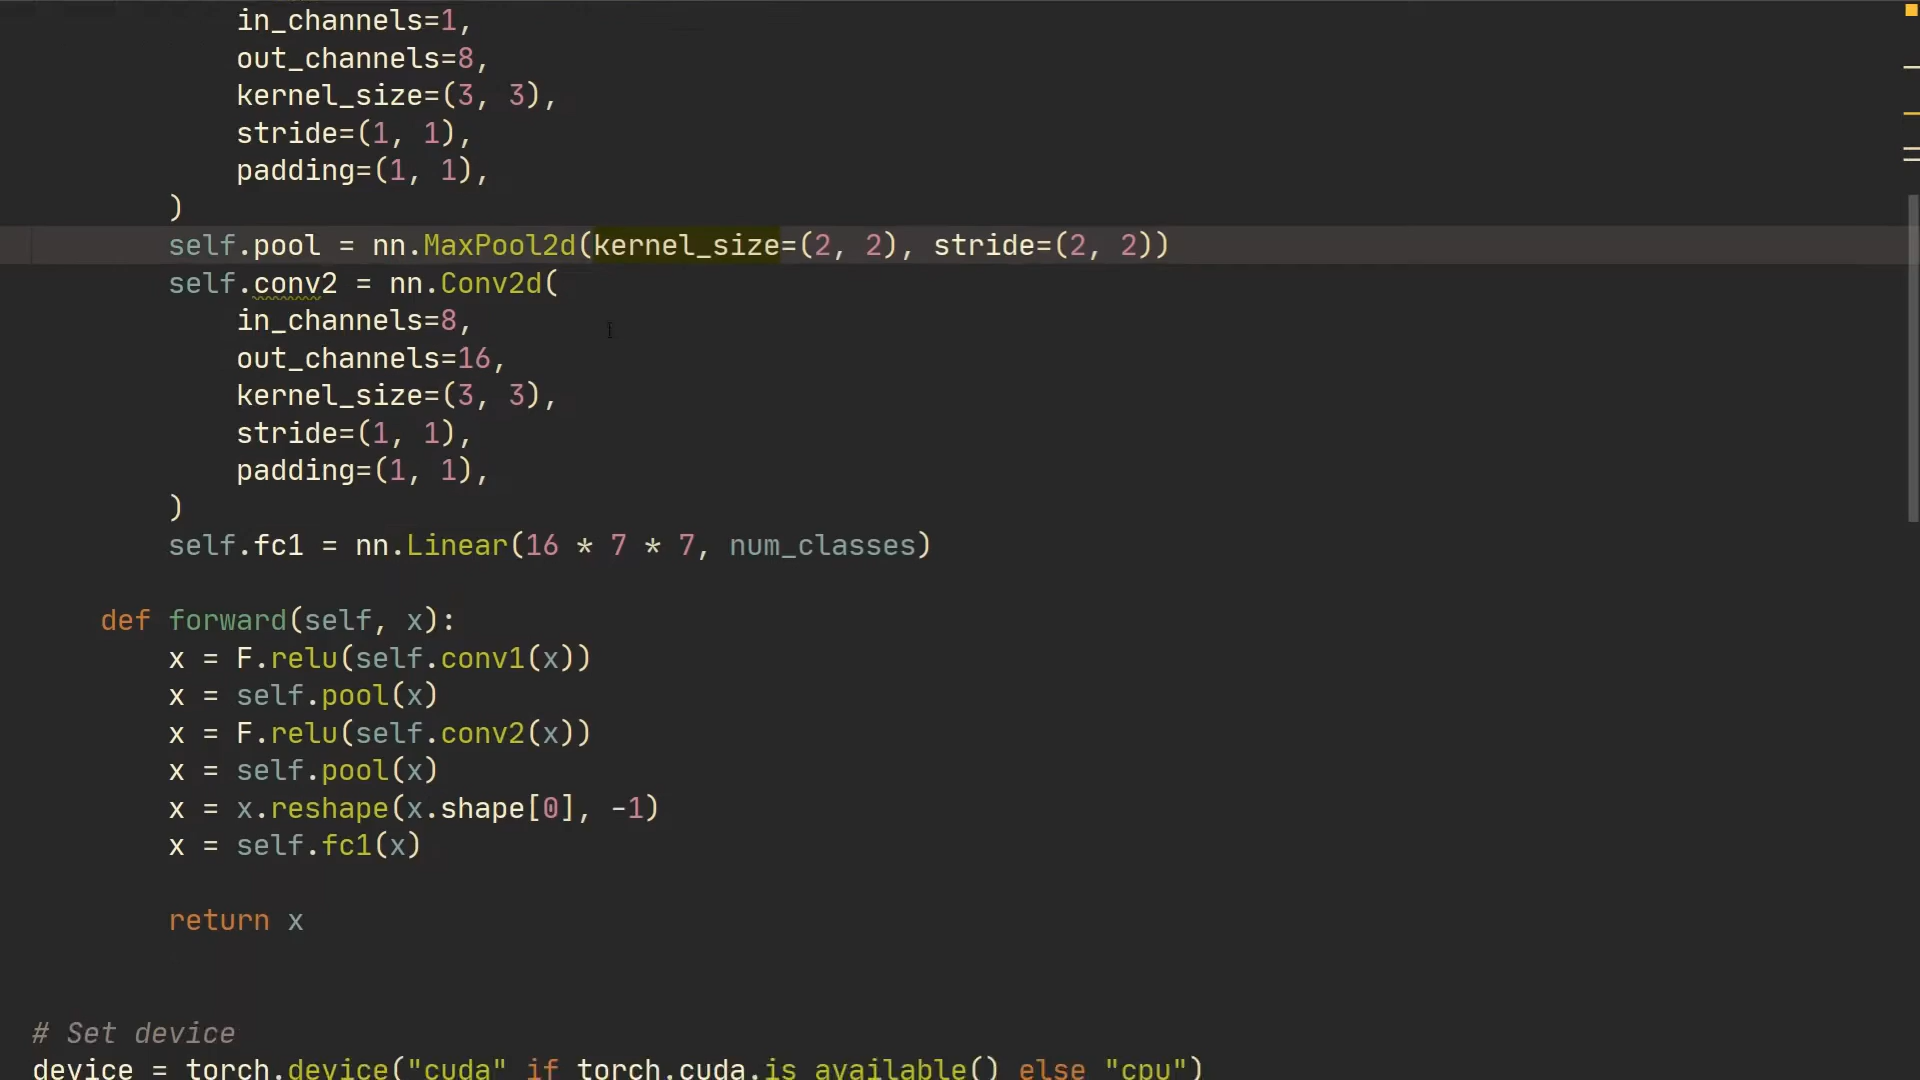 in_channels=1,
out_channels=8,
kernel_size=(3, 3),
stride=(1, 1),
padding=(1, 1),
)
self.pool = nn.MaxPool2d(kernel_size=(2, 2), stride=(2, 2))
self.conv2 = nn.Conv2d(
in_channels=8,
out_channels=16,
kernel_size=(3, 3),
stride=(1, 1),
padding=(1, 1),
)
self.fc1 = nn.Linear(16 * 7 * 7, num_classes)
def forward(self, x):
x = F.relu(self.conv1(x))
x = self.pool(x)
x = F.relu(self.conv2(x))
x = self.pool(x)
x = x.reshape(x.shape[0], -1)
x = self.fc1(x)
return x
# Set device
device = torch.device("cuda" if torch.cuda.is_available() else "cpu")